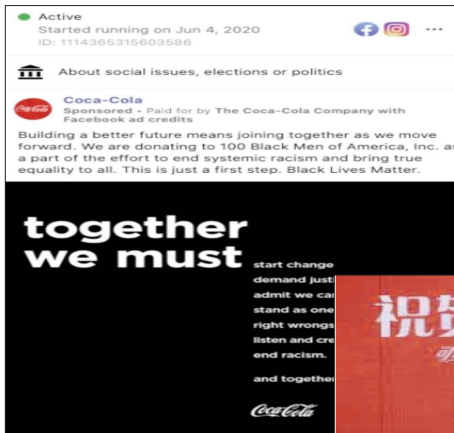 Active
Started running on Jun 4, 2020
ID: 1114365315603586
About social issues, elections or politics
Coca-Cola
Coca-Cola
Sponsored • Paid for by The Coca-Cola Company with
Facebook ad credits
Building a better future means joining together as we move
forward. We are donating to 100 Black Men of America, Inc. as
a part of the effort to end systemic racism and bring true
equality to all. This is just a first step. Black Lives Matter.
together
we must
start change
demand just
admit we ca
stand as one
right wrongs
listen and cre
end racism.
and together
Coca-Cola
祝